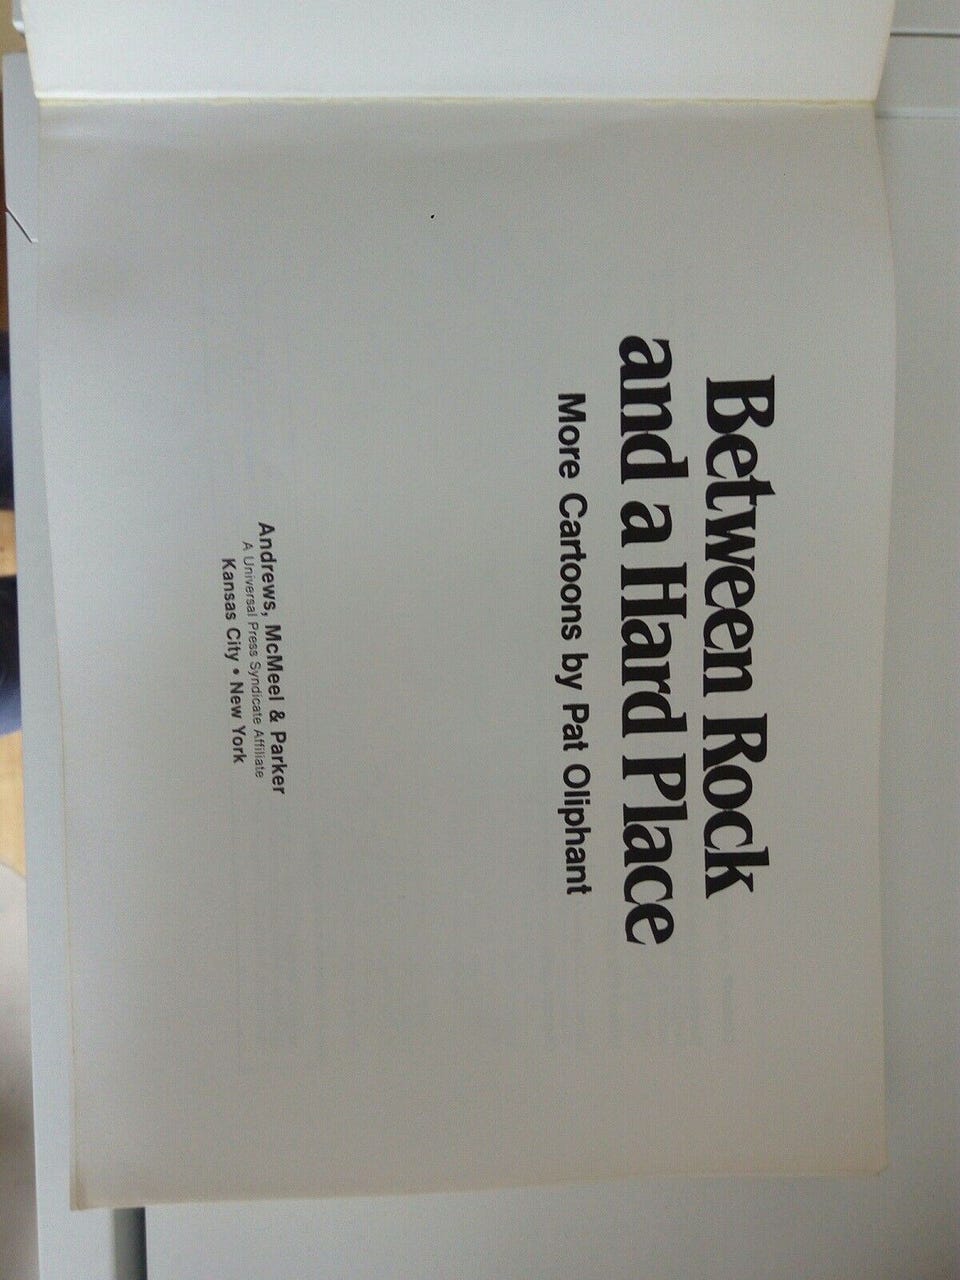 Between Rock
and a Hard Place
More Cartoons by Pat Oliphant
Andrews, McMeel & Parker
A Universal Press Syndicate Affiliate
Kansas City • New York